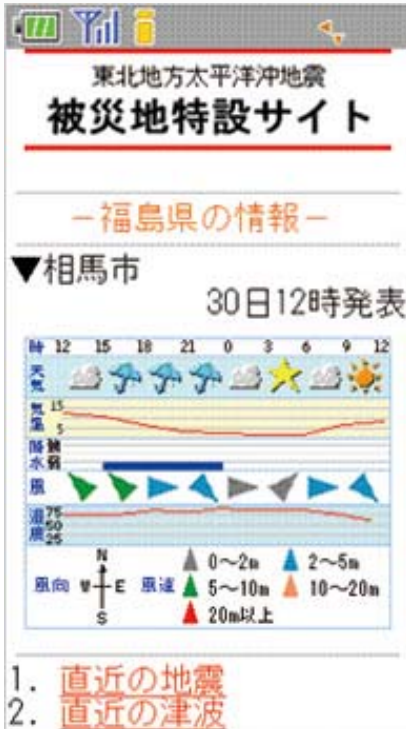 東北地方太平洋沖地震
被災地特設サイト
－福島県の情報－
▼相馬市
30日12時発表
時 12 15 18 21 0 3 6 9 12
天気
気温 15 5
降水 強 弱
風
湿度 75 50 25
風向 N W E S 風速 0～2m 2～5m
5～10m 10～20m
20m以上
1. 直近の地震
2. 直近の津波